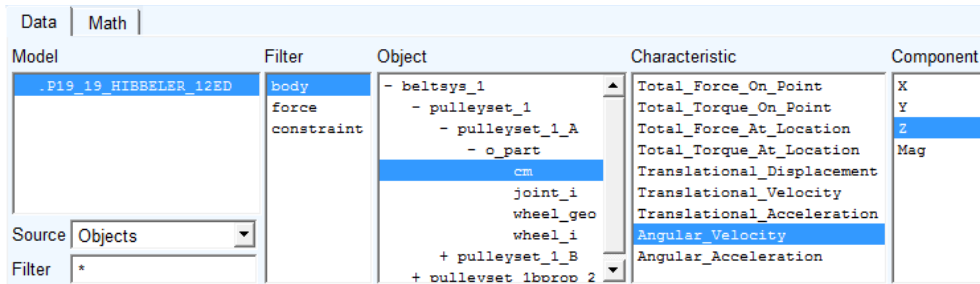 Data Math
Model
.P19_19_HIBBELER_12ED
Source Objects
Filter *
Filter
body
force
constraint
Object
- beltsys_1
- pulleyset_1
- pulleyset_1_A
- o_part
cm
joint_i
wheel_geo
wheel_i
+ pulleyset_1_B
+ pulleyset_1bprop_2
Characteristic
Total_Force_On_Point
Total_Torque_On_Point
Total_Force_At_Location
Total_Torque_At_Location
Translational_Displacement
Translational_Velocity
Translational_Acceleration
Angular_Velocity
Angular_Acceleration
Component
X
Y
Z
Mag